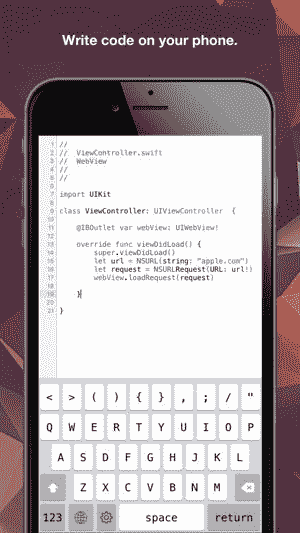 Write code on your phone.
1 //
2 //  ViewController.swift
3 //  WebView
4 //
5 //
6
7 import UIKit
8
9 class ViewController: UIViewController  {
10
11     @IBOutlet var webView: UIWebView!
12
13     override func viewDidLoad() {
14         super.viewDidLoad()
15         let url = NSURL(string: "apple.com")
16         let request = NSURLRequest(URL: url!)
17         webView.loadRequest(request)
18
19     }
20
21 }
< > ( ) { } , ; / "
Q W E R T Y U I O P
A S D F G H J K L
Z X C V B N M
123 space return